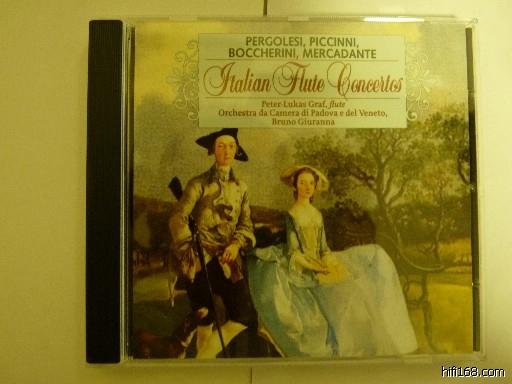 PERGOLESI, PICCINNI,
BOCCHERINI, MERCADANTE
Italian Flute Concertos
Peter-Lukas Graf, flute
Orchestra da Camera di Padova e del Veneto,
Bruno Giuranna
hifi168.com